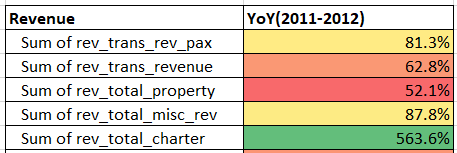 Revenue YoY(2011-2012)
Sum of rev_trans_rev_pax 81.3%
Sum of rev_trans_revenue 62.8%
Sum of rev_total_property 52.1%
Sum of rev_total_misc_rev 87.8%
Sum of rev_total_charter 563.6%